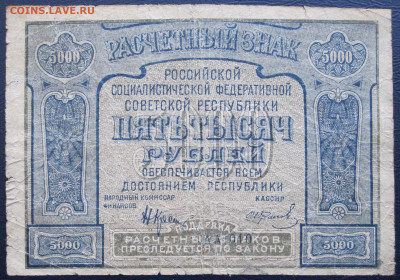 COINS.LAVE.RU
РАСЧЕТНЫЙ ЗНАК
5000 5000
РОССИЙСКОЙ
СОЦИАЛИСТИЧЕСКОЙ ФЕДЕРАТИВНОЙ
СОВЕТСКОЙ РЕСПУБЛИКИ
ПЯТЬ ТЫСЯЧ
РУБЛЕЙ
ОБЕСПЕЧИВАЕТСЯ ВСЕМ
ДОСТОЯНИЕМ РЕСПУБЛИКИ
НАРОДНЫЙ КОМИССАР
ФИНАНСОВ
КАССИР
ПОДДЕЛКА
РАСЧЕТНЫХ ЗНАКОВ
ПРЕСЛЕДУЕТСЯ ПО ЗАКОНУ
5000 5000